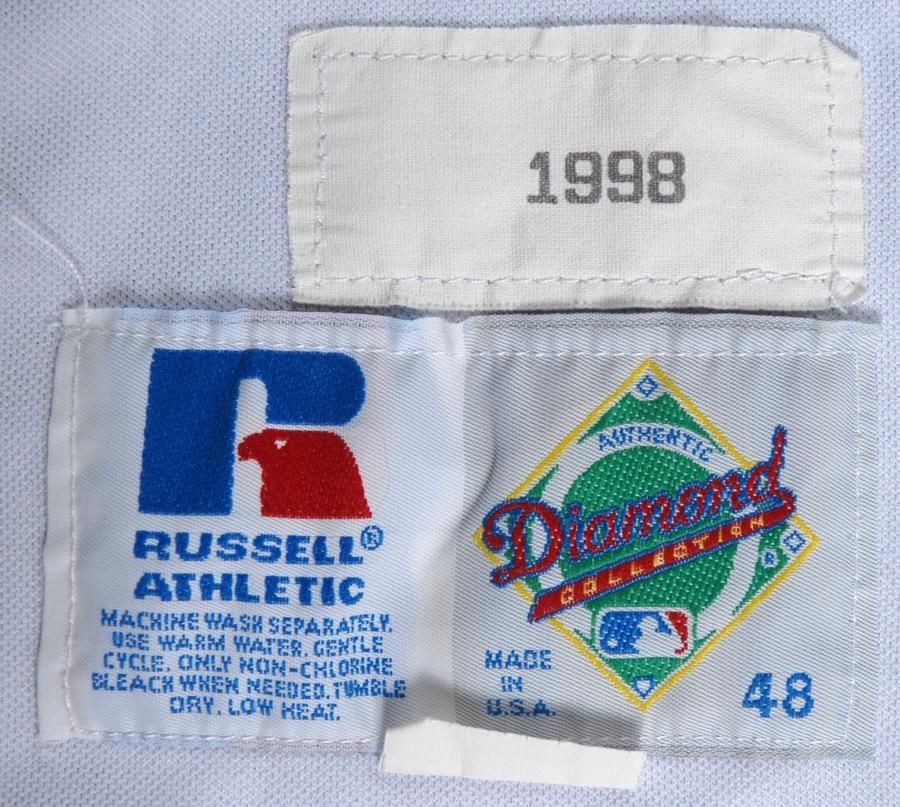 1998
RUSSELL®
ATHLETIC
MACHINE WASH SEPARATELY.
USE WARM WATER, GENTLE
CYCLE. ONLY NON-CHLORINE
BLEACH WHEN NEEDED. TUMBLE
DRY. LOW HEAT.
AUTHENTIC
Diamond
COLLECTION
MADE
IN
U.S.A.
48